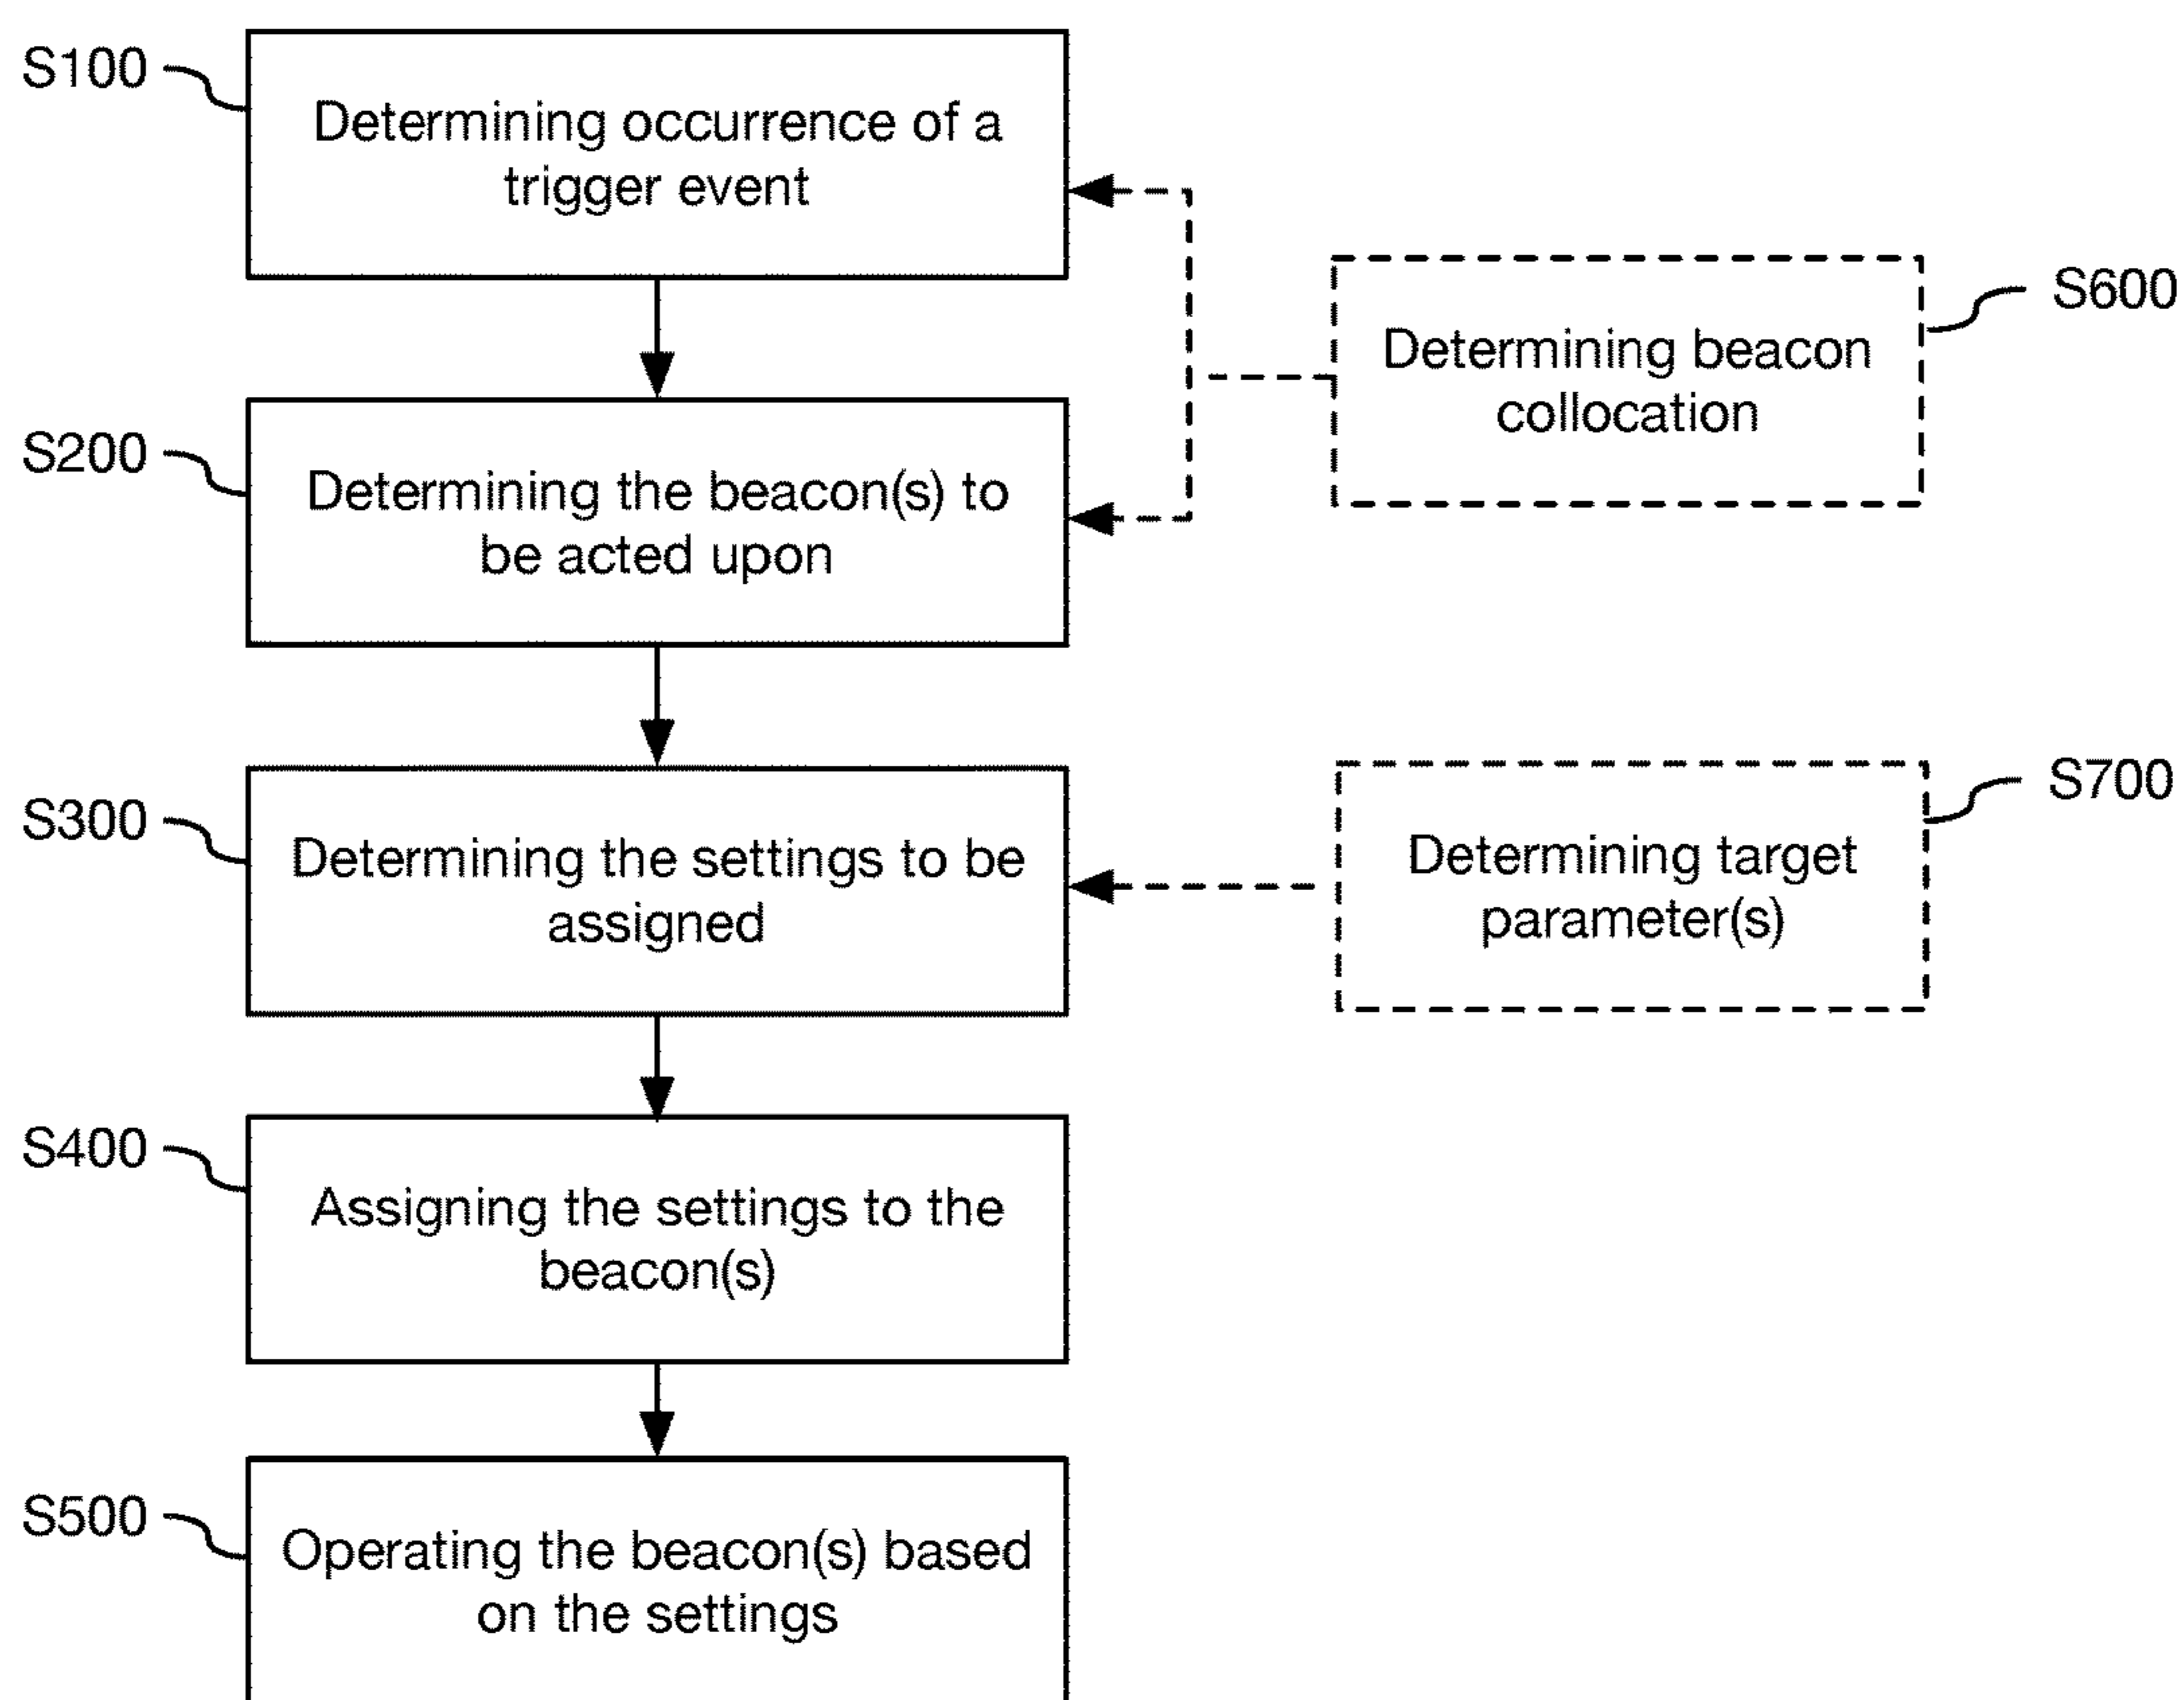 S100
Determining occurrence of a
trigger event
S600
Determining beacon
collocation
S200
Determining the beacon(s) to
be acted upon
S300
Determining the settings to be
assigned
S700
Determining target
parameter(s)
S400
Assigning the settings to the
beacon(s)
S500
Operating the beacon(s) based
on the settings